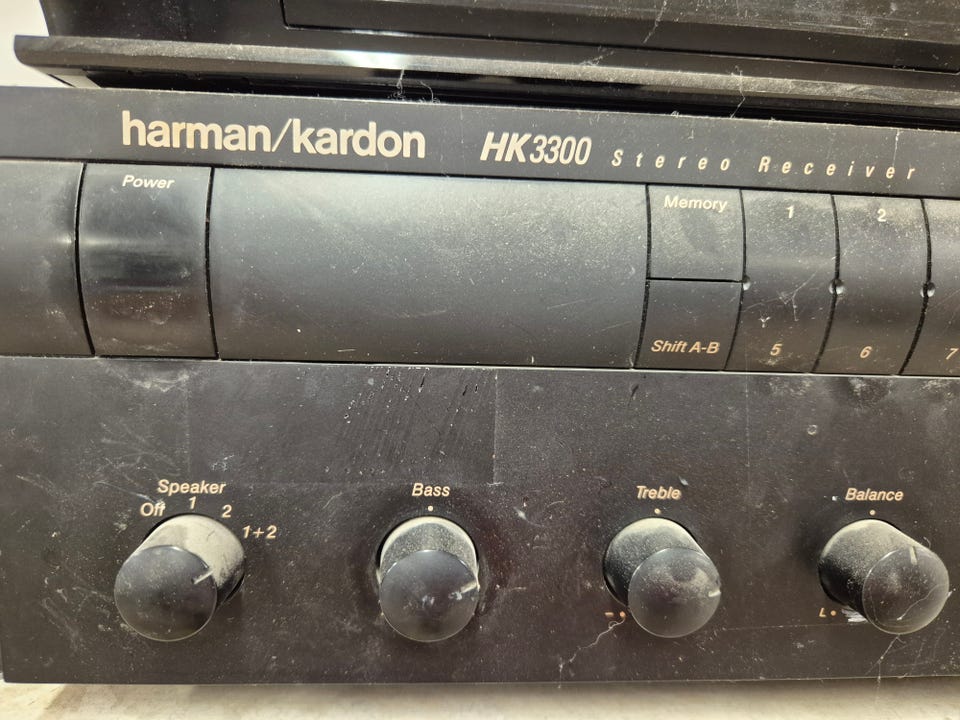 harman/kardon HK3300 Stereo Receiver
Power
Memory 1 2
Shift A-B 5 6 7
Speaker
Off 1 2 1+2
Bass
Treble
-
Balance
L